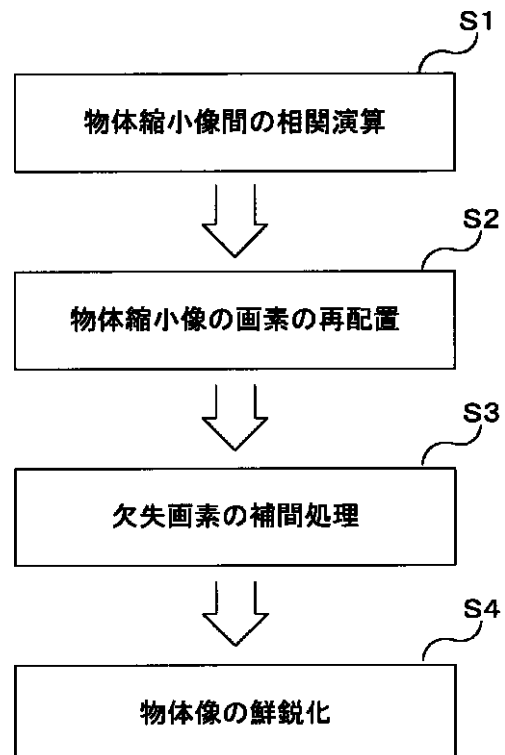 S1
物体縮小像間の相関演算
S2
物体縮小像の画素の再配置
S3
欠失画素の補間処理
S4
物体像の鮮鋭化